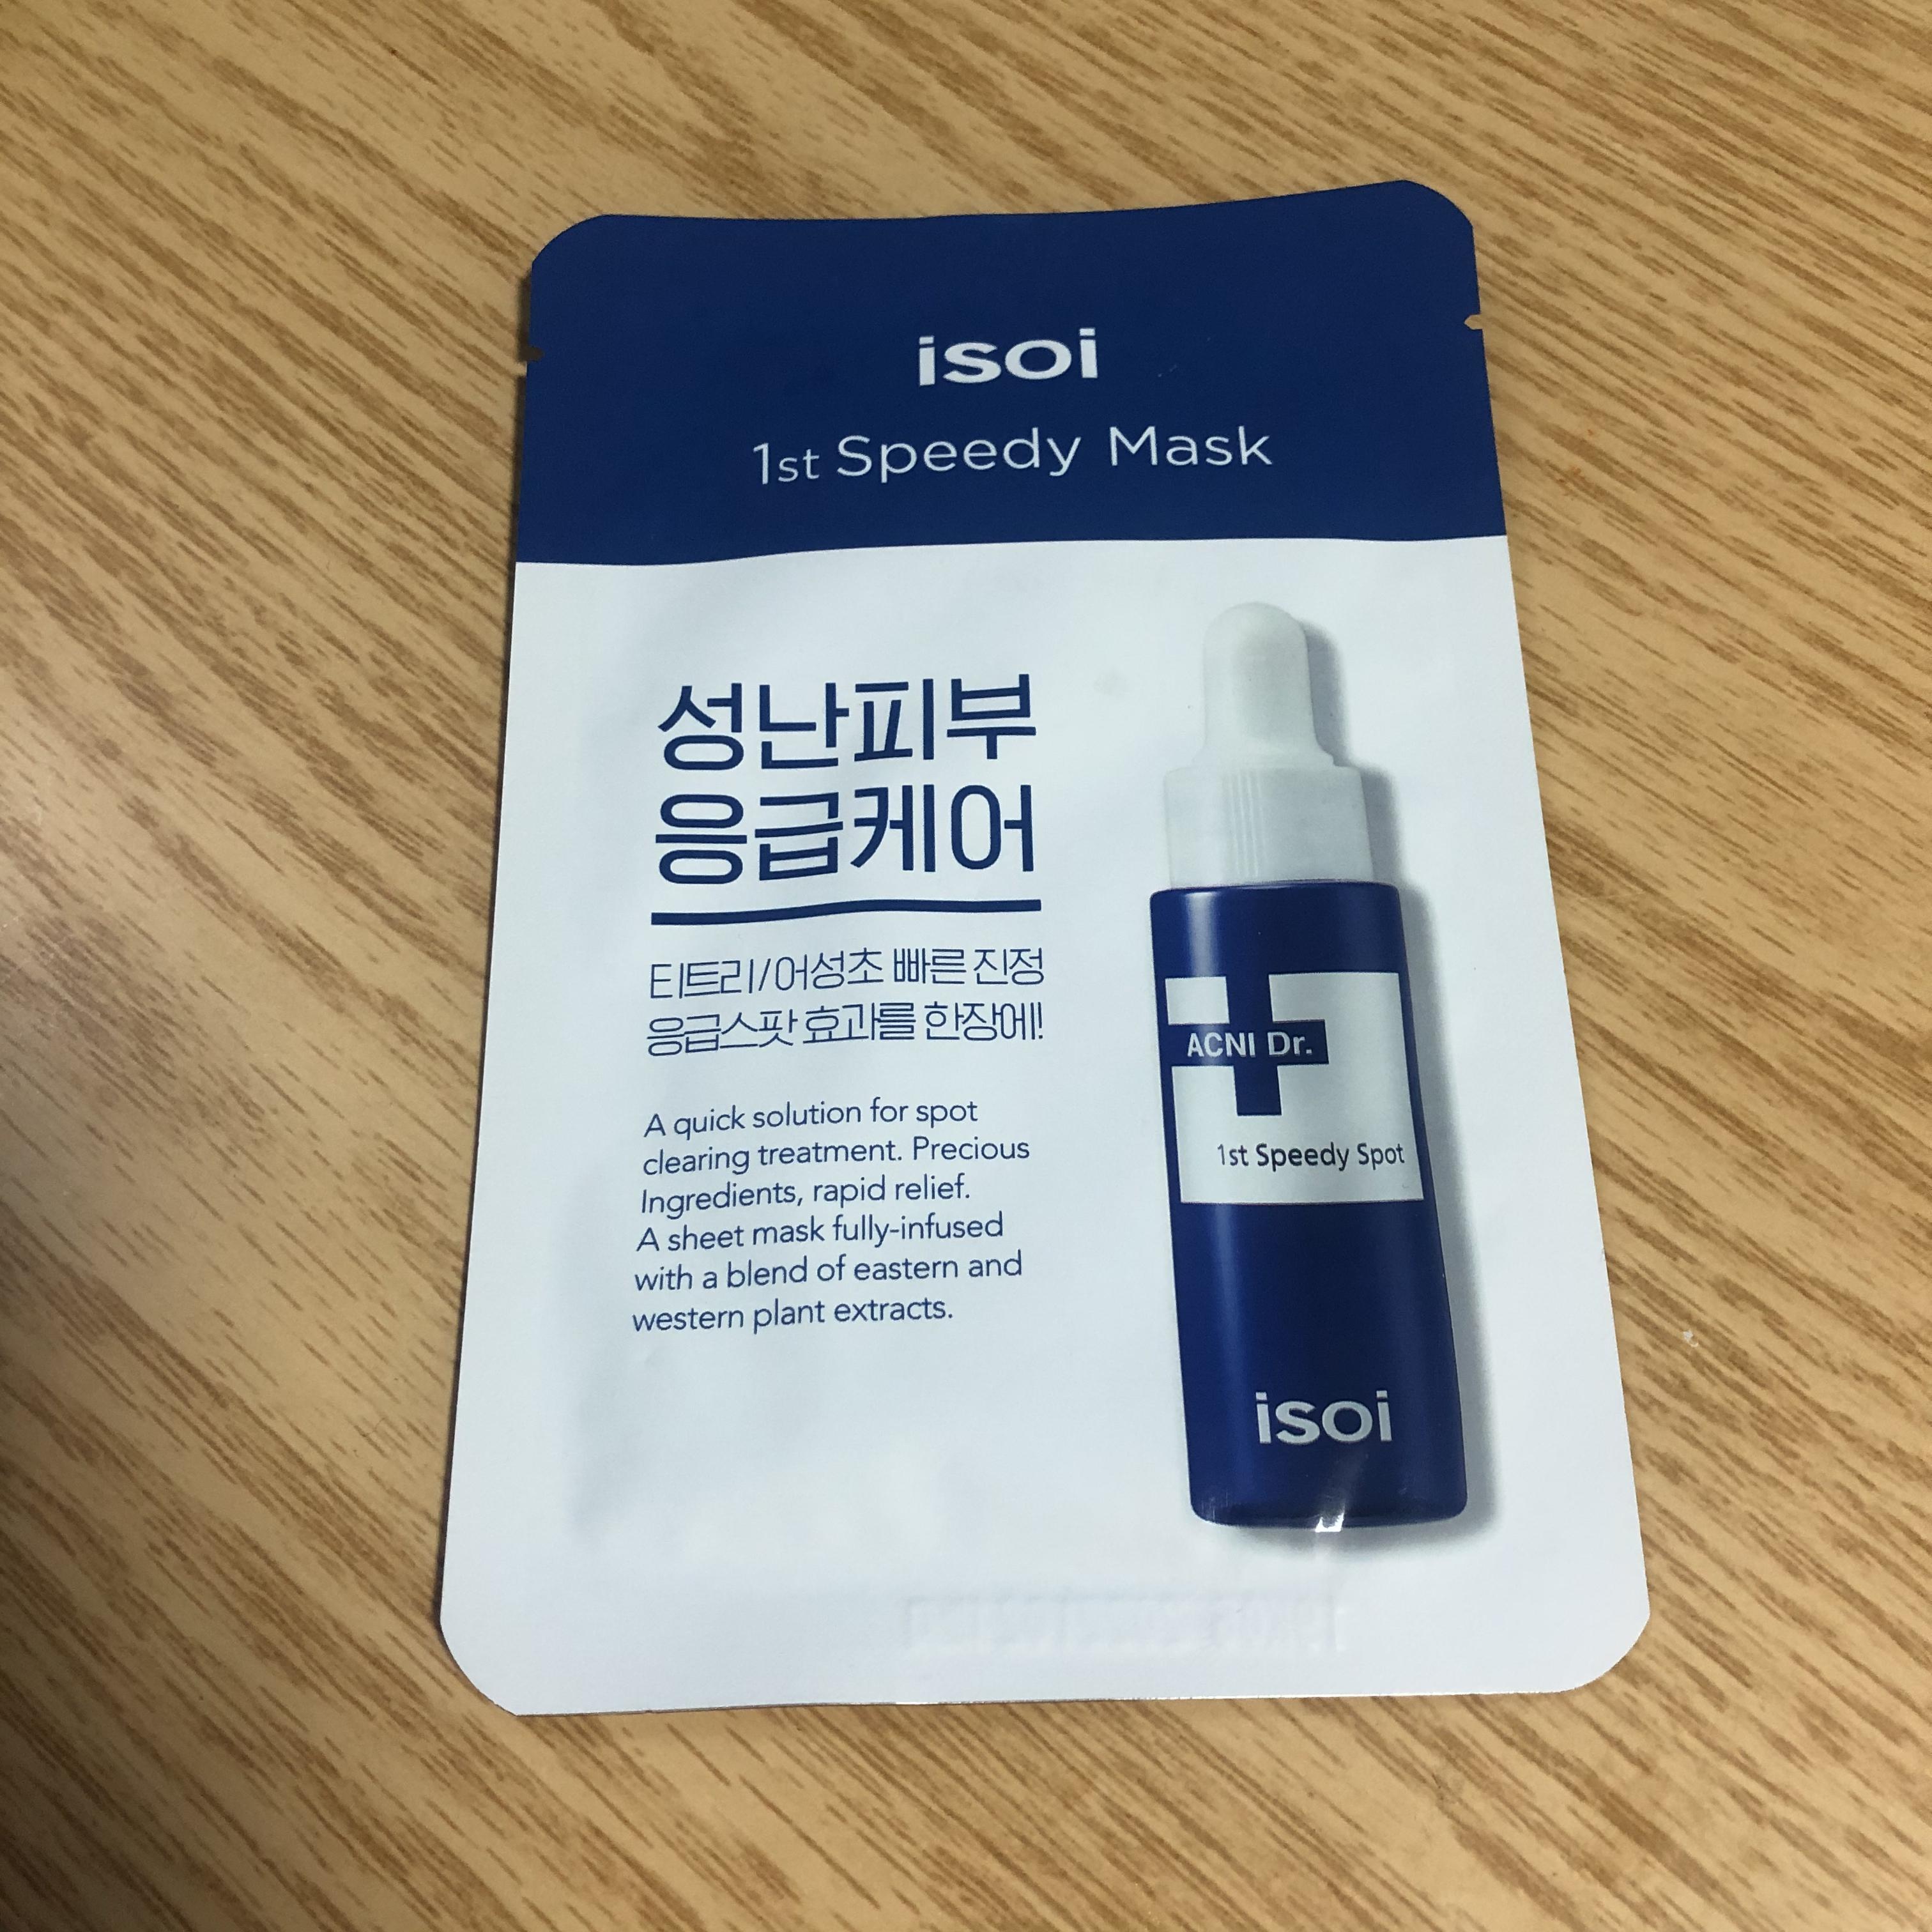 isoi
1st Speedy Mask
성난피부
응급케어
티트리/어성초 빠른 진정
응급스팟 효과를 한장에!
A quick solution for spot
clearing treatment. Precious
Ingredients, rapid relief.
A sheet mask fully-infused
with a blend of eastern and
western plant extracts.
ACNI Dr.
1st Speedy Spot
isoi